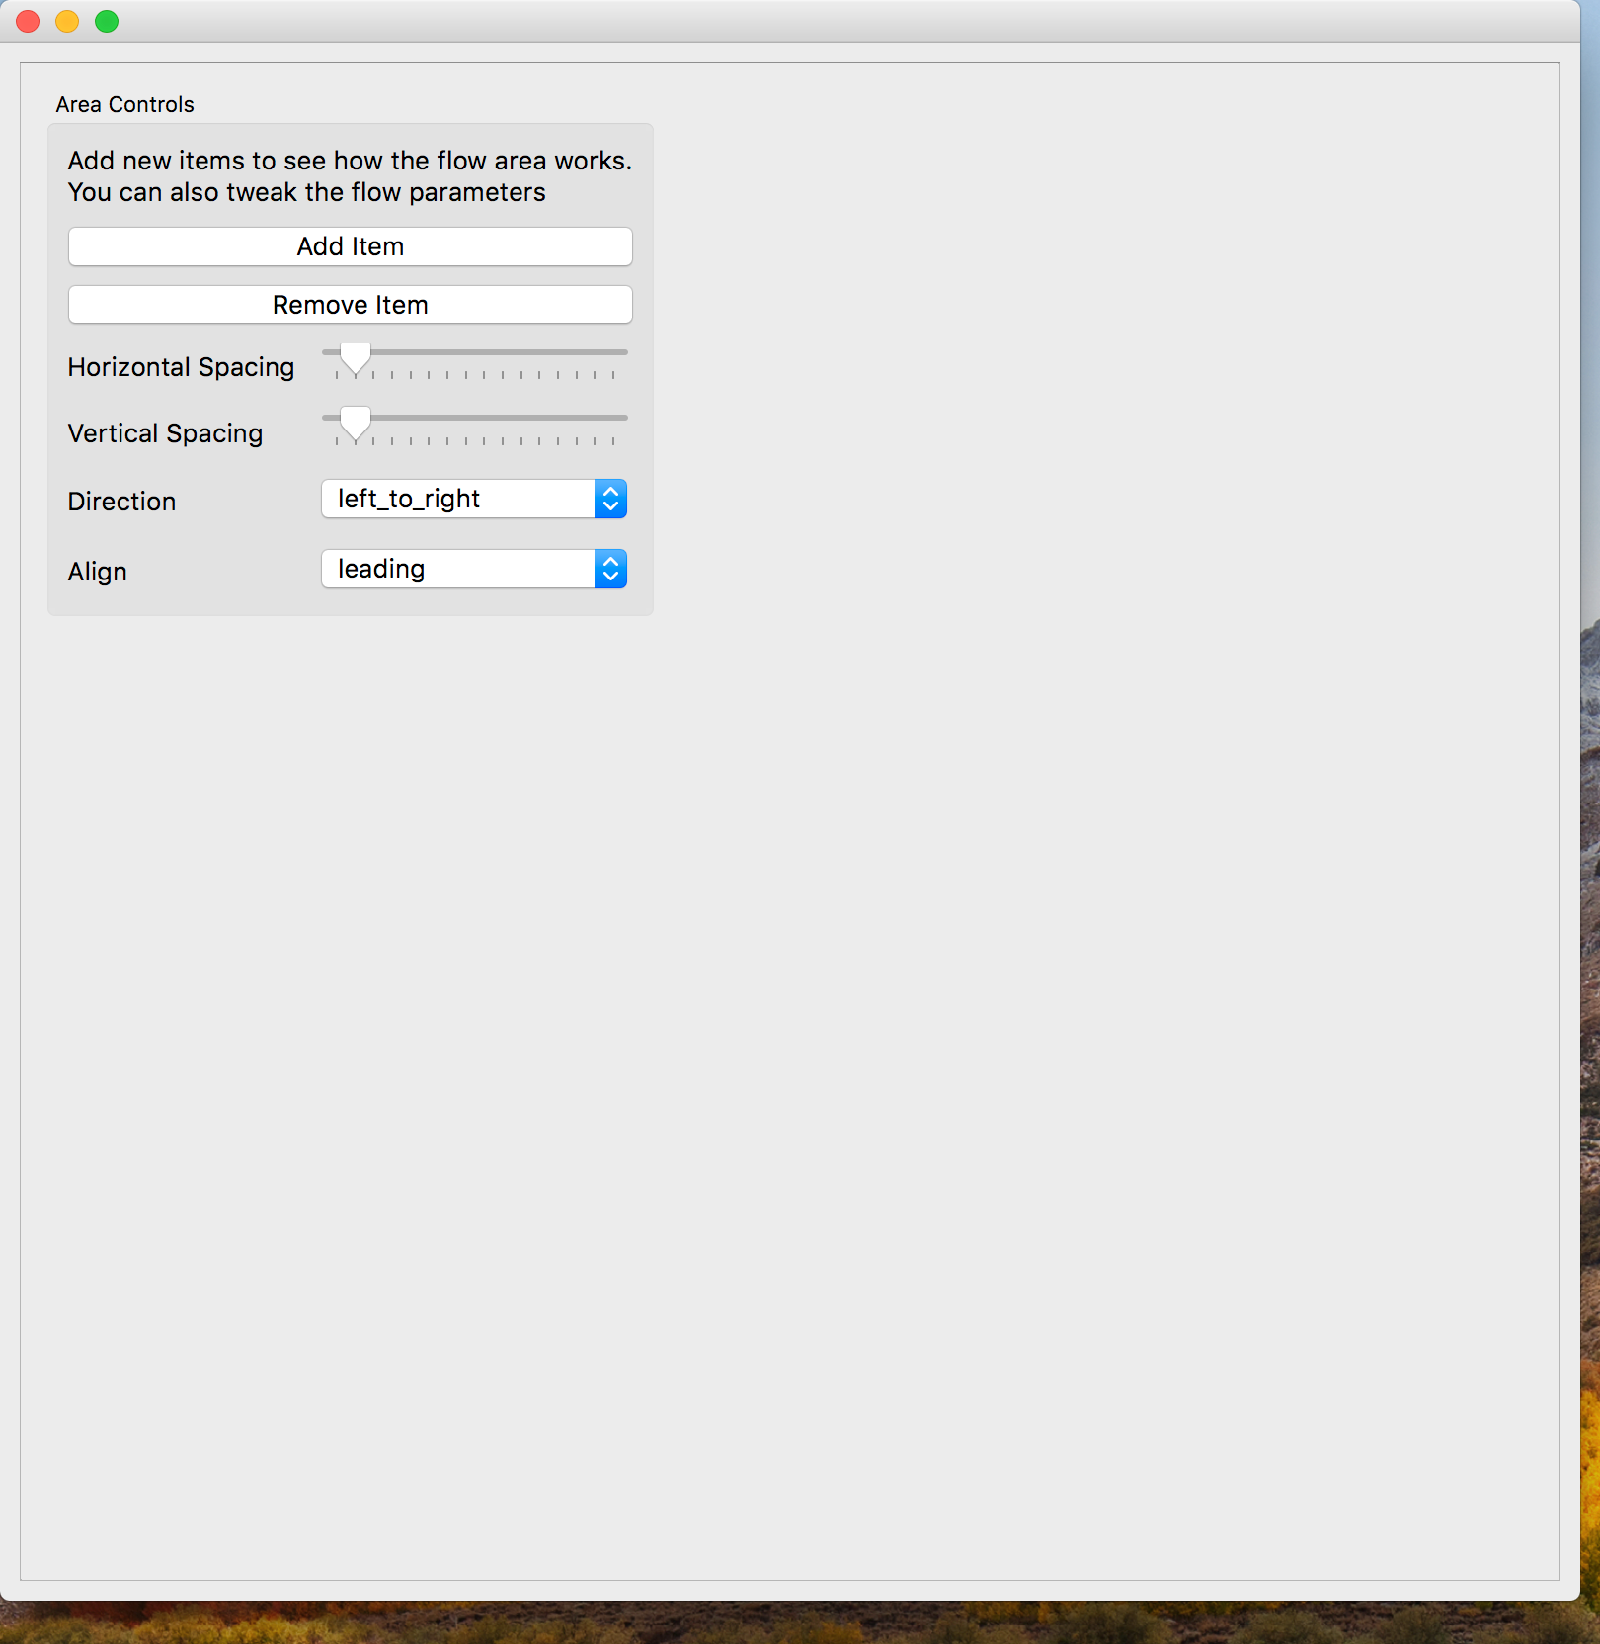 Area Controls
Add new items to see how the flow area works.
You can also tweak the flow parameters
Add Item
Remove Item
Horizontal Spacing
Vertical Spacing
Direction
left_to_right
Align
leading